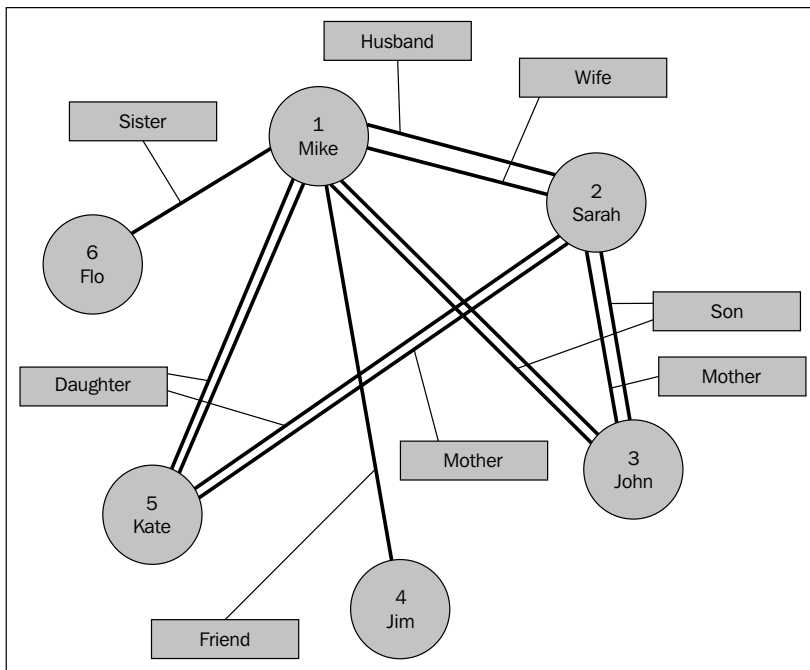 Husband
Wife
Sister
1
Mike
2
Sarah
6
Flo
Son
Daughter
Mother
Mother
3
John
5
Kate
4
Jim
Friend